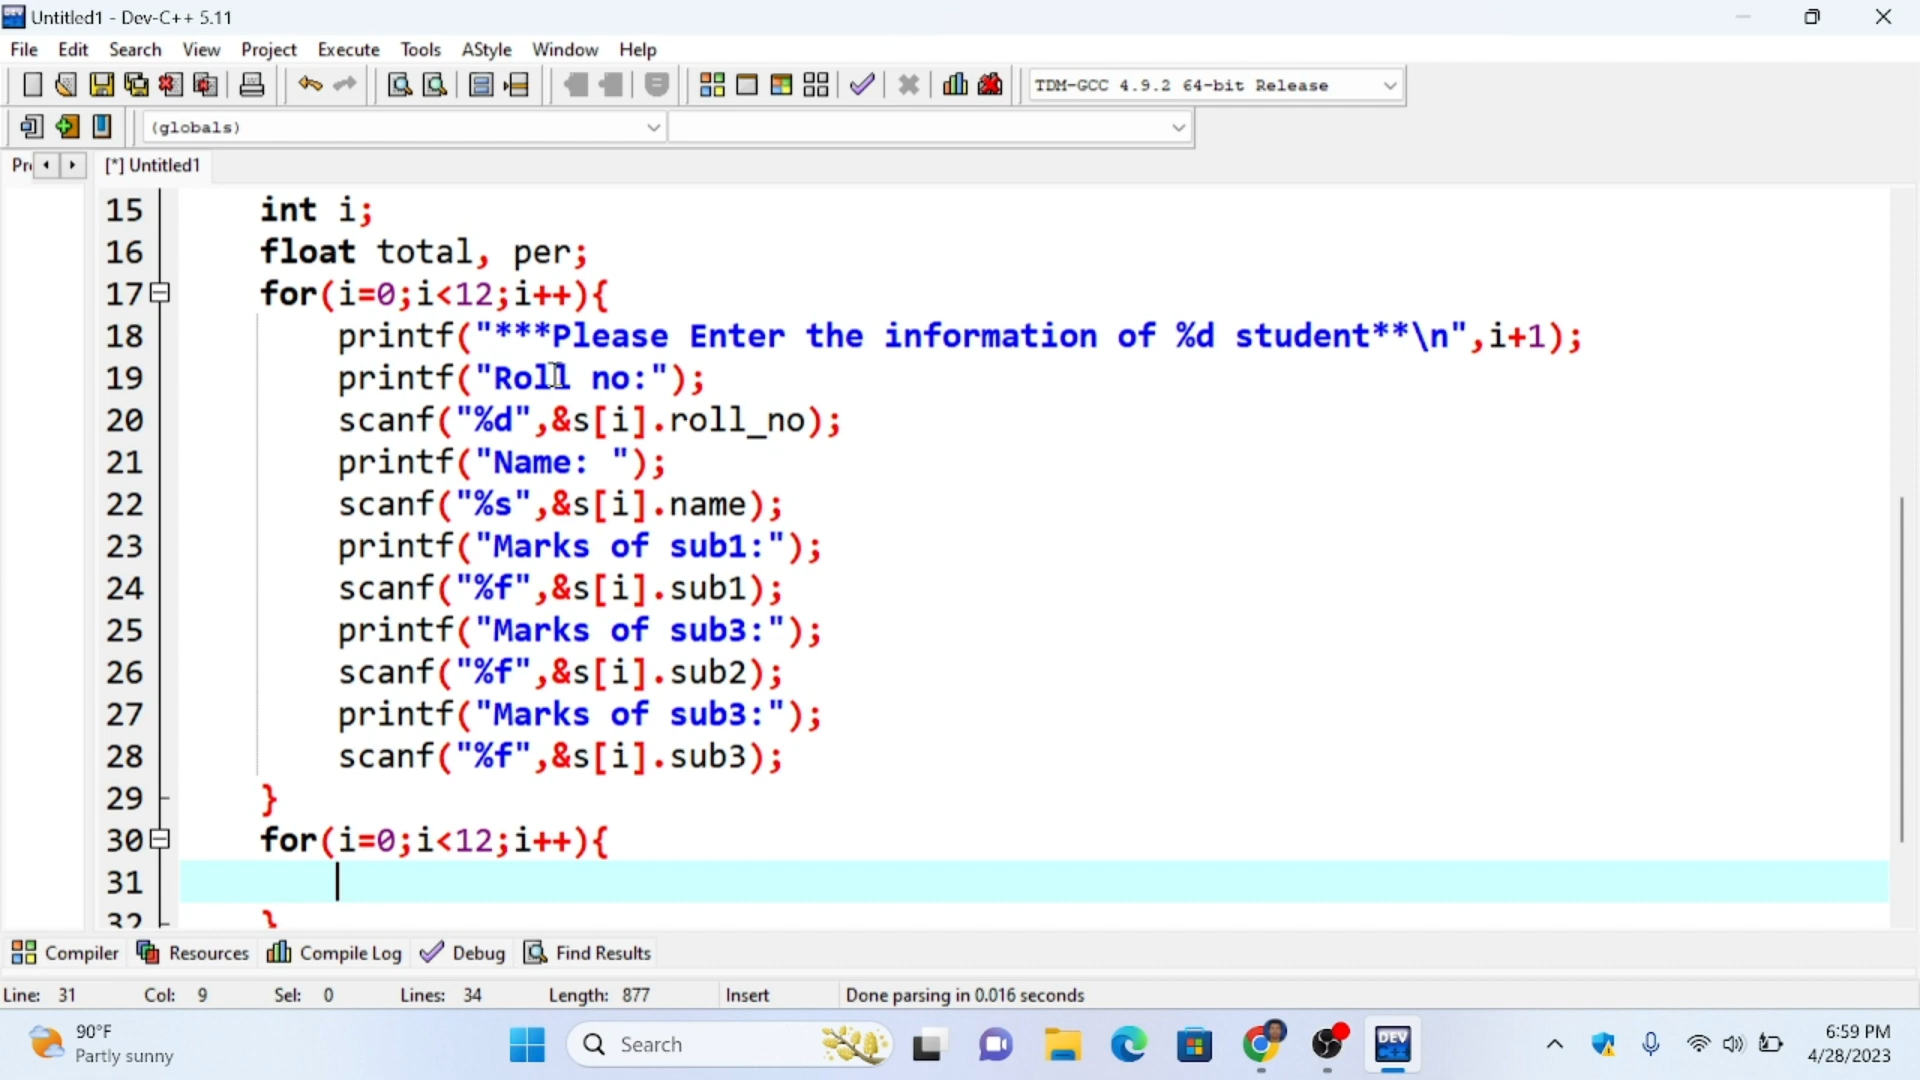 Untitled1 - Dev-C++ 5.11
File Edit Search View Project Execute Tools AStyle Window Help
TDM-GCC 4.9.2 64-bit Release
(globals)
[*] Untitled1
15 int i;
16 float total, per;
17 for(i=0;i<12;i++){
18 printf("***Please Enter the information of %d student**\n",i+1);
19 printf("Roll no:");
20 scanf("%d",&s[i].roll_no);
21 printf("Name: ");
22 scanf("%s",&s[i].name);
23 printf("Marks of sub1:");
24 scanf("%f",&s[i].sub1);
25 printf("Marks of sub3:");
26 scanf("%f",&s[i].sub2);
27 printf("Marks of sub3:");
28 scanf("%f",&s[i].sub3);
29 }
30 for(i=0;i<12;i++){
31
32 }
Compiler Resources Compile Log Debug Find Results
Line: 31 Col: 9 Sel: 0 Lines: 34 Length: 877 Insert Done parsing in 0.016 seconds
90°F
Partly sunny
Search
DEV
6:59 PM
4/28/2023